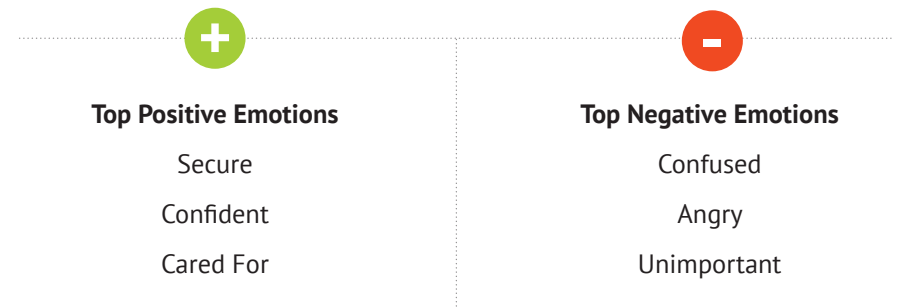 +
-
Top Positive Emotions
Secure
Confident
Cared For
Top Negative Emotions
Confused
Angry
Unimportant